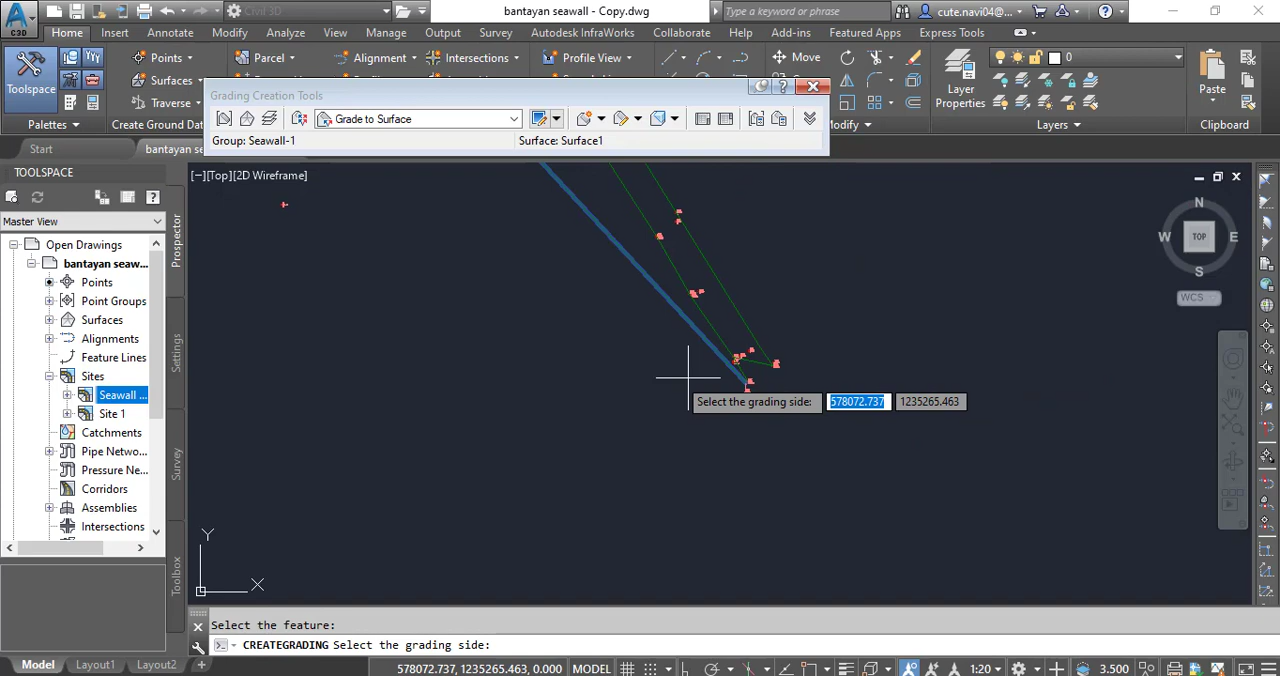 C3D
Civil 3D
bantayan seawall - Copy.dwg
Type a keyword or phrase
cute.navi04@...
Home Insert Annotate Modify Analyze View Manage Output Survey Autodesk InfraWorks Collaborate Help Add-ins Featured Apps Express Tools
Toolspace
Points
Surfaces
Traverse
Parcel
Alignment
Intersections
Profile View
Move
Layer Properties
0
Paste
Palettes
Create Ground Dat
Modify
Layers
Clipboard
Grading Creation Tools
Grade to Surface
Group: Seawall-1 Surface: Surface1
Start
bantayan se
[−][Top][2D Wireframe]
TOOLSPACE
Master View
Open Drawings
bantayan seaw...
Points
Point Groups
Surfaces
Alignments
Feature Lines
Sites
Seawall ...
Site 1
Catchments
Pipe Netwo...
Pressure Ne...
Corridors
Assemblies
Intersections
Prospector
Settings
Survey
Toolbox
N
W TOP E
S
WCS
Select the grading side: 578072.737 1235265.463
Y
X
Select the feature:
CREATEGRADING Select the grading side:
Model Layout1 Layout2 +
578072.737, 1235265.463, 0.000 MODEL 1:20 3.500